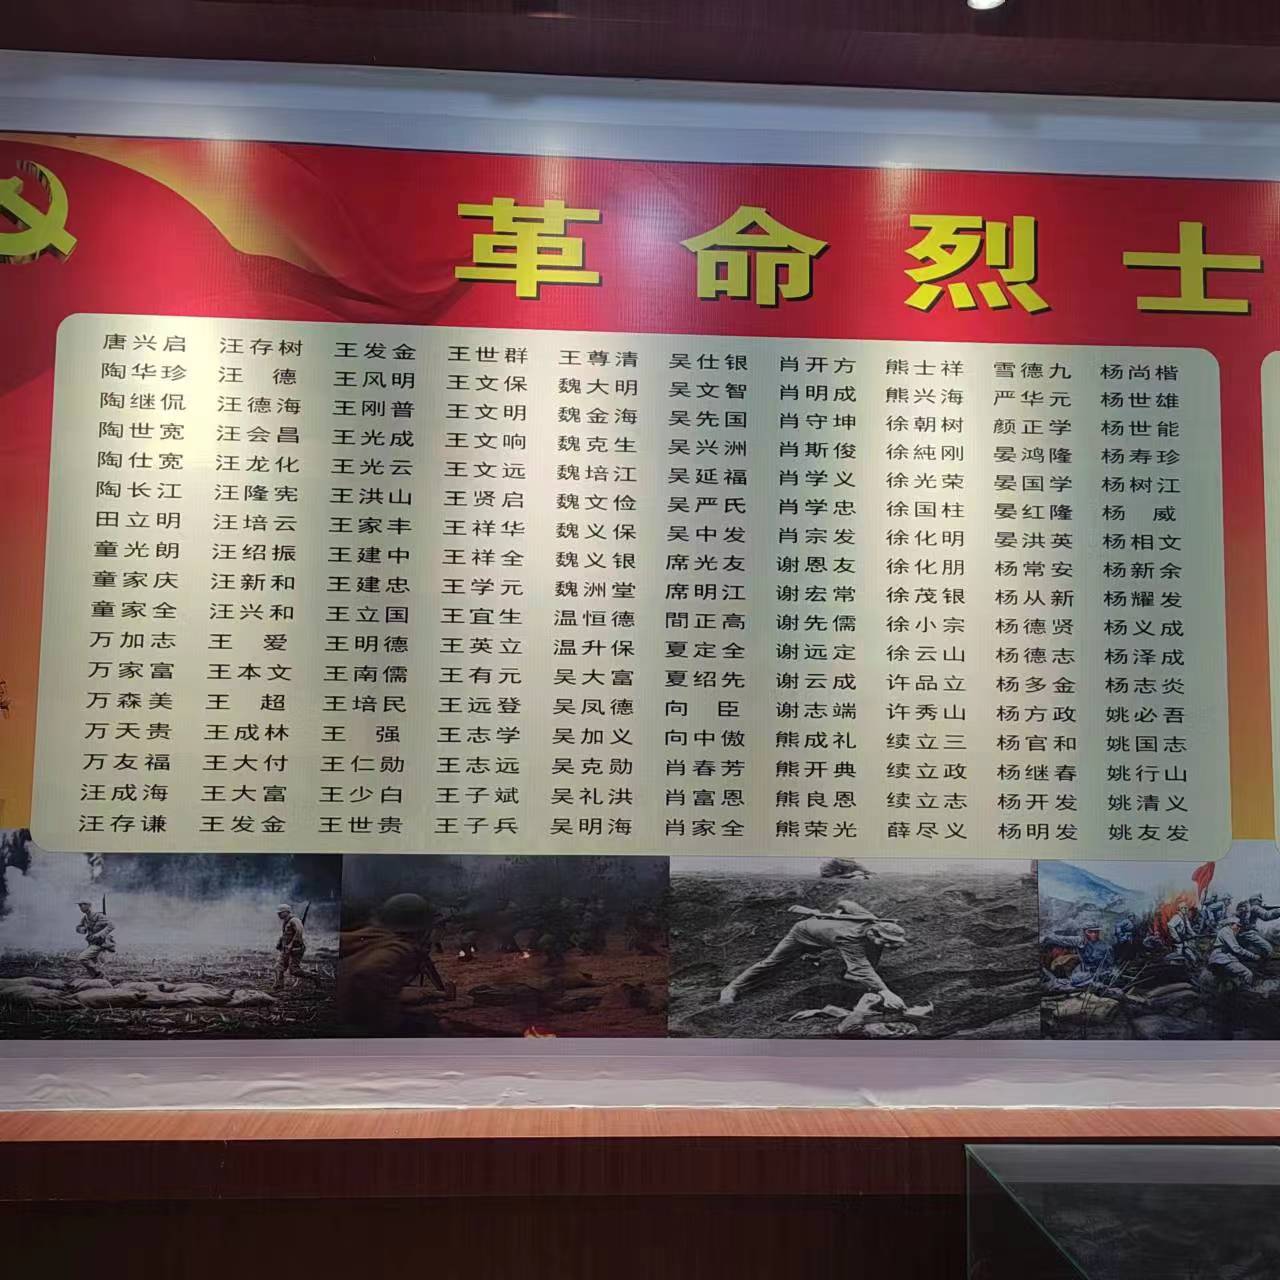 革命烈士
唐兴启 汪存树 王发金 王世群 王尊清 吴仕银 肖开方 熊士祥 雪德九 杨尚楷
陶华珍 汪德 王风明 王文保 魏大明 吴文智 肖明成 熊兴海 严华元 杨世雄
陶继侃 汪德海 王刚普 王文明 魏金海 吴先国 肖守坤 徐朝树 颜正学 杨世能
陶世宽 汪会昌 王光成 王文响 魏克生 吴兴洲 肖斯俊 徐純刚 晏鸿隆 杨寿珍
陶仕宽 汪龙化 王光云 王文远 魏培江 吴延福 肖学义 徐光荣 晏国学 杨树江
陶长江 汪隆宪 王洪山 王贤启 魏文俭 吴严氏 肖学忠 徐国柱 晏红隆 杨威
田立明 汪培云 王家丰 王祥华 魏义保 吴中发 肖宗发 徐化明 晏洪英 杨相文
童光朗 汪绍振 王建中 王祥全 魏义银 席光友 谢恩友 徐化朋 杨常安 杨新余
童家庆 汪新和 王建忠 王学元 魏洲堂 席明江 谢宏常 徐茂银 杨从新 杨耀发
童家全 汪兴和 王立国 王宜生 温恒德 間正高 谢先儒 徐小宗 杨德贤 杨义成
万加志 王爱 王明德 王英立 温升保 夏定全 谢远定 徐云山 杨德志 杨泽成
万家富 王本文 王南儒 王有元 吴大富 夏绍先 谢云成 许品立 杨多金 杨志炎
万森美 王超 王培民 王远登 吴凤德 向臣 谢志端 许秀山 杨方政 姚必吾
万天贵 王成林 王强 王志学 吴加义 向中傲 熊成礼 续立三 杨官和 姚国志
万友福 王大付 王仁勋 王志远 吴克勋 肖春芳 熊开典 续立政 杨继春 姚行山
汪成海 王大富 王少白 王子斌 吴礼洪 肖富恩 熊良恩 续立志 杨开发 姚清义
汪存谦 王发金 王世贵 王子兵 吴明海 肖家全 熊荣光 薛尽义 杨明发 姚友发